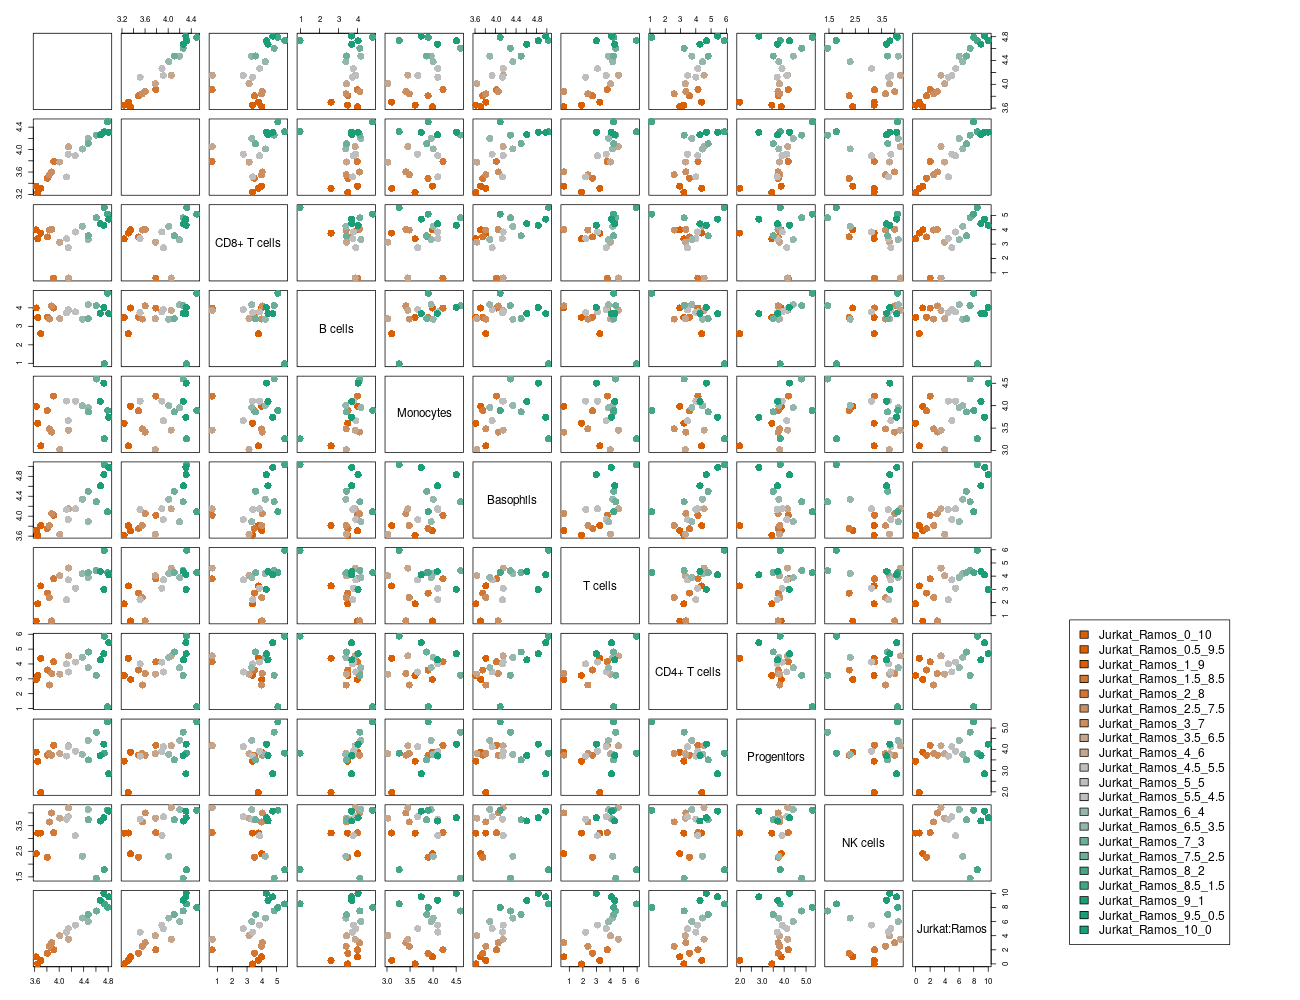 3.2 3.6 4.0 4.4
1 2 3 4
3.6 4.0 4.4 4.8
1 2 3 4 5 6
1.5 2.5 3.5
3.6 4.0 4.4 4.8
3.2 3.6 4.0 4.4
CD8+ T cells
1 2 3 4 5
B cells
1 2 3 4
Monocytes
3.0 3.5 4.0 4.5
Basophils
3.6 4.0 4.4 4.8
T cells
1 2 3 4 5 6
CD4+ T cells
1 2 3 4 5 6
Progenitors
2.0 3.0 4.0 5.0
NK cells
1.5 2.5 3.5
Jurkat:Ramos
0 2 4 6 8 10
3.6 4.0 4.4 4.8
1 2 3 4 5
3.0 3.5 4.0 4.5
1 2 3 4 5 6
2.0 3.0 4.0 5.0
0 2 4 6 8 10
Jurkat_Ramos_0_10
Jurkat_Ramos_0.5_9.5
Jurkat_Ramos_1_9
Jurkat_Ramos_1.5_8.5
Jurkat_Ramos_2_8
Jurkat_Ramos_2.5_7.5
Jurkat_Ramos_3_7
Jurkat_Ramos_3.5_6.5
Jurkat_Ramos_4_6
Jurkat_Ramos_4.5_5.5
Jurkat_Ramos_5_5
Jurkat_Ramos_5.5_4.5
Jurkat_Ramos_6_4
Jurkat_Ramos_6.5_3.5
Jurkat_Ramos_7_3
Jurkat_Ramos_7.5_2.5
Jurkat_Ramos_8_2
Jurkat_Ramos_8.5_1.5
Jurkat_Ramos_9_1
Jurkat_Ramos_9.5_0.5
Jurkat_Ramos_10_0